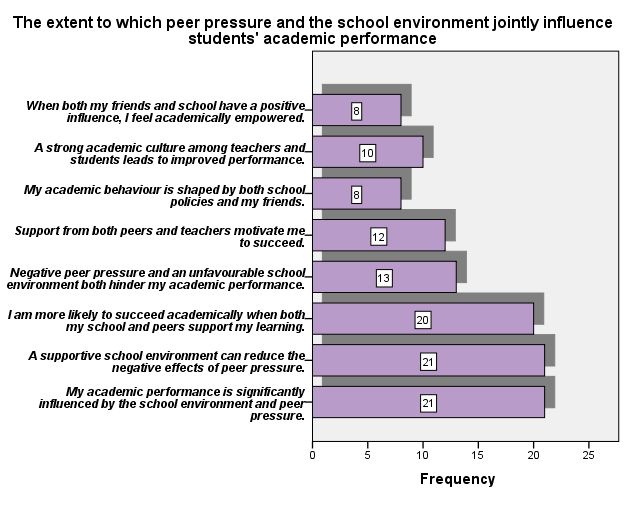 The extent to which peer pressure and the school environment jointly influence
students' academic performance
When both my friends and school have a positive
influence, I feel academically empowered.
8
A strong academic culture among teachers and
students leads to improved performance.
10
My academic behaviour is shaped by both school
policies and my friends.
8
Support from both peers and teachers motivate me
to succeed.
12
Negative peer pressure and an unfavourable school
environment both hinder my academic performance.
13
I am more likely to succeed academically when both
my school and peers support my learning.
20
A supportive school environment can reduce the
negative effects of peer pressure.
21
My academic performance is significantly
influenced by the school environment and peer
pressure.
21
0 5 10 15 20 25
Frequency